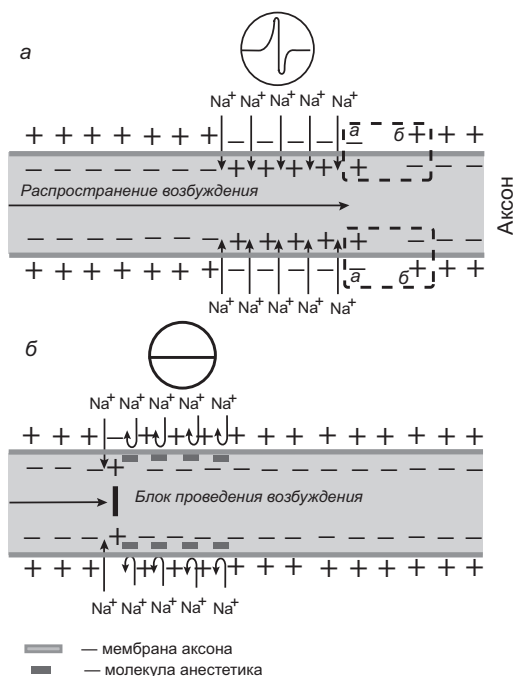 а
Na⁺ Na⁺ Na⁺ Na⁺ Na⁺
+ + + + + + + – – – – – + + +
а б
– – – – – – – + + + + + – – –
Распространение возбуждения
Аксон
– – – – – – – + + + + + – – –
а б
+ + + + + + + – – – – – + + +
Na⁺ Na⁺ Na⁺ Na⁺ Na⁺
б
Na⁺ Na⁺ Na⁺ Na⁺ Na⁺
Блок проведения возбуждения
Na⁺ Na⁺ Na⁺ Na⁺ Na⁺
— мембрана аксона
— молекула анестетика